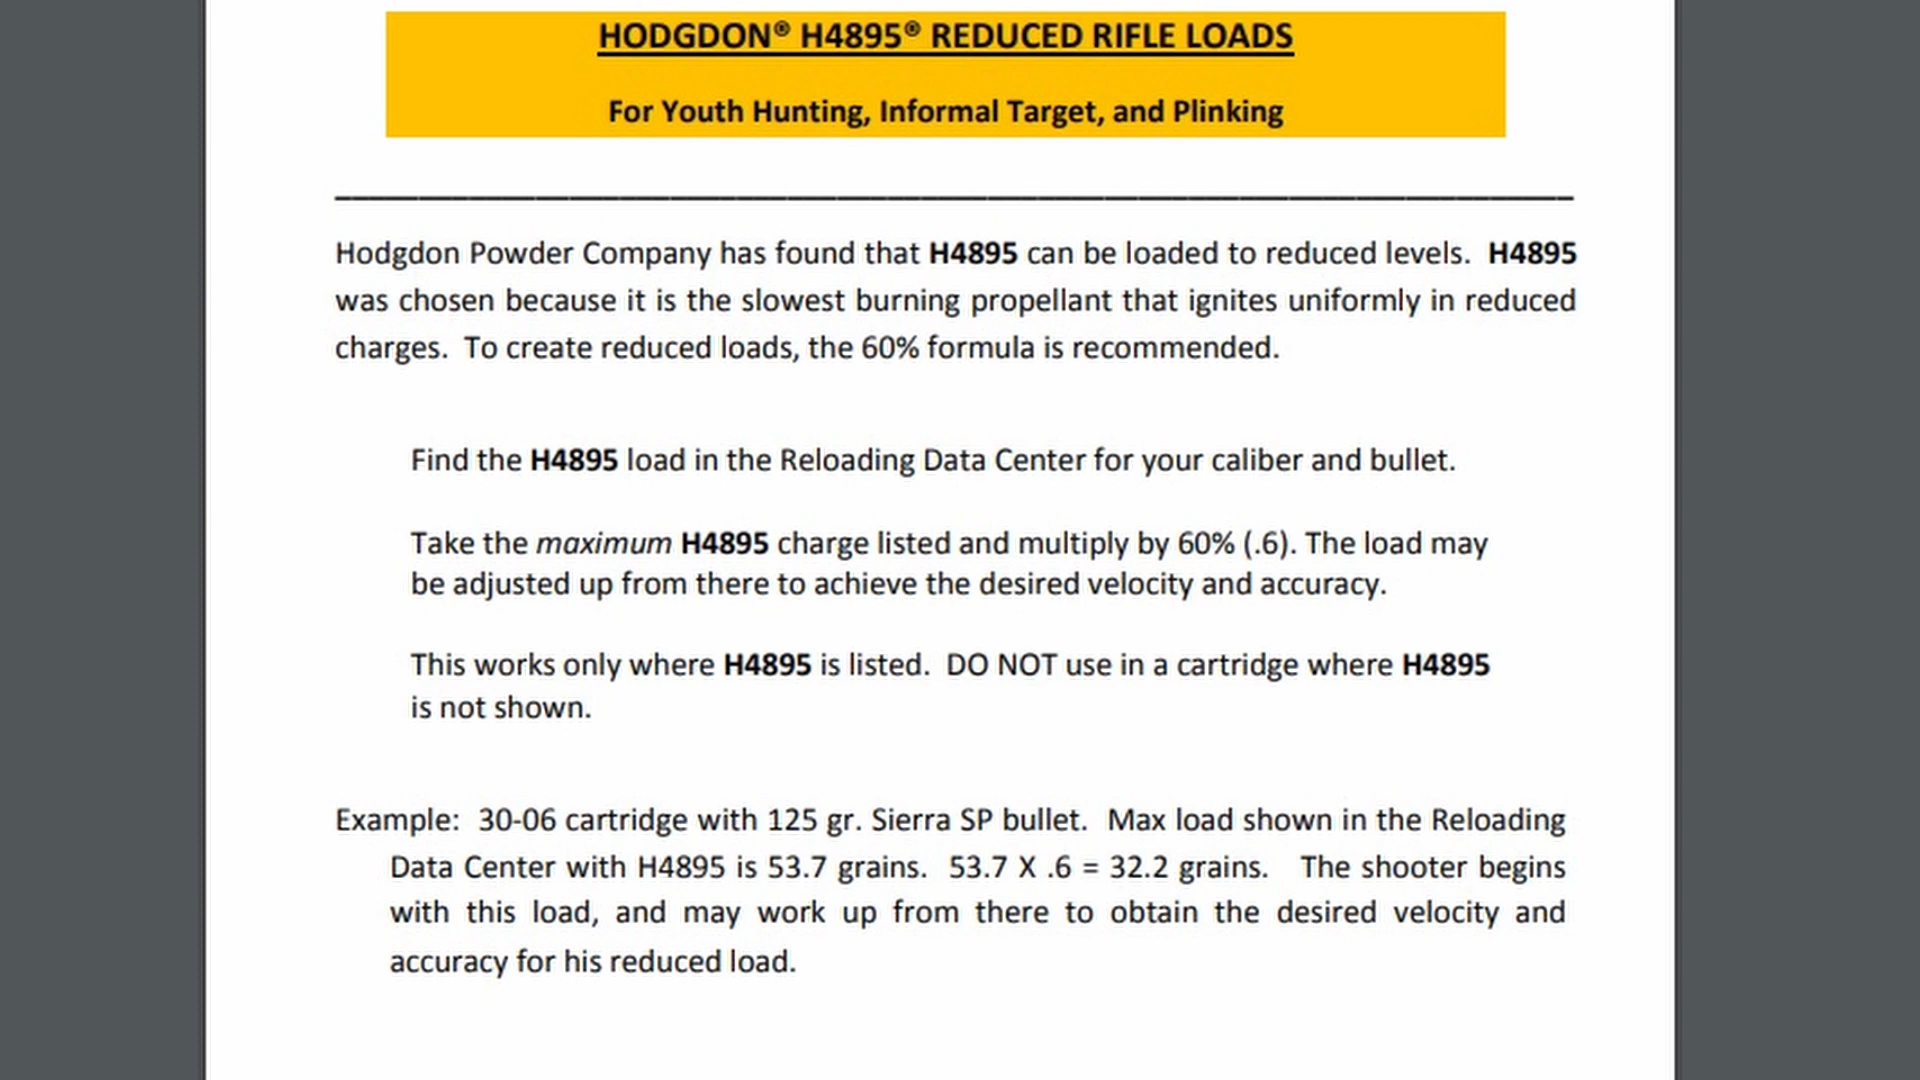 HODGDON® H4895® REDUCED RIFLE LOADS
For Youth Hunting, Informal Target, and Plinking
Hodgdon Powder Company has found that H4895 can be loaded to reduced levels. H4895
was chosen because it is the slowest burning propellant that ignites uniformly in reduced
charges. To create reduced loads, the 60% formula is recommended.
Find the H4895 load in the Reloading Data Center for your caliber and bullet.
Take the maximum H4895 charge listed and multiply by 60% (.6). The load may
be adjusted up from there to achieve the desired velocity and accuracy.
This works only where H4895 is listed. DO NOT use in a cartridge where H4895
is not shown.
Example: 30-06 cartridge with 125 gr. Sierra SP bullet. Max load shown in the Reloading
Data Center with H4895 is 53.7 grains. 53.7 X .6 = 32.2 grains. The shooter begins
with this load, and may work up from there to obtain the desired velocity and
accuracy for his reduced load.